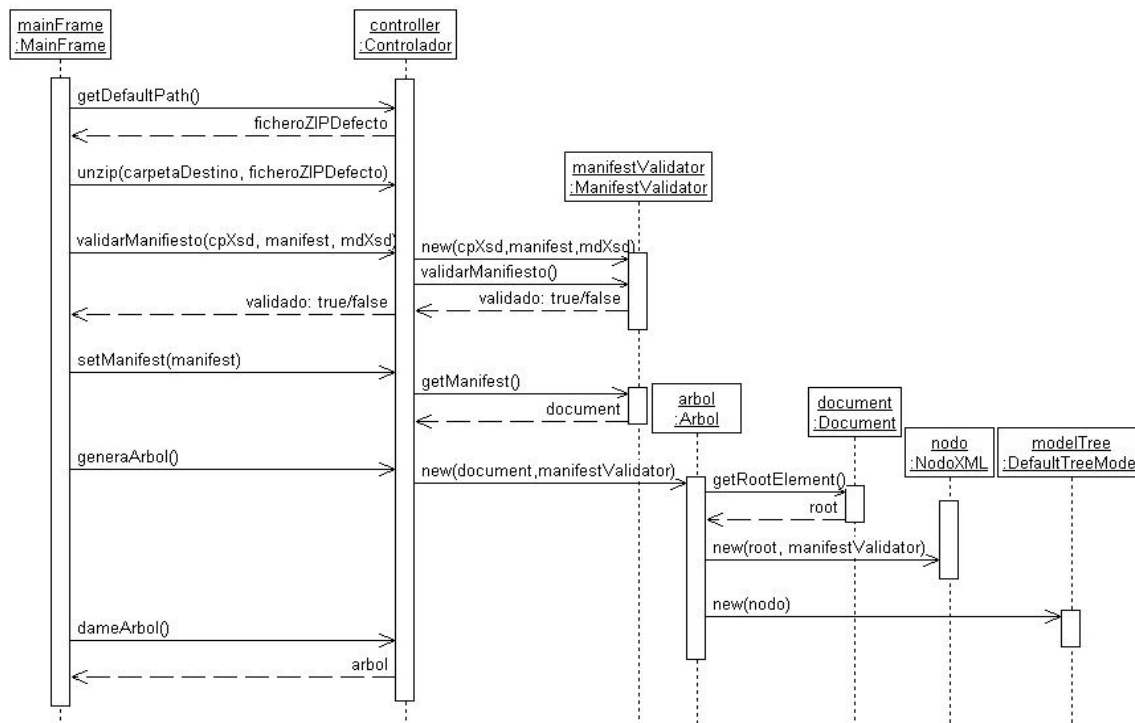 mainFrame
:MainFrame
controller
:Controlador
getDefaultPath()
ficheroZIPDefecto
unzip(carpetaDestino, ficheroZIPDefecto)
manifestValidator
:ManifestValidator
validarManifiesto(cpXsd, manifest, mdXsd)
new(cpXsd,manifest,mdXsd)
validarManifiesto()
validado: true/false
validado: true/false
setManifest(manifest)
getManifest()
document
arbol
:Arbol
document
:Document
nodo
:NodoXML
modelTree
:DefaultTreeModel
generaArbol()
new(document,manifestValidator)
getRootElement()
root
new(root, manifestValidator)
new(nodo)
dameArbol()
arbol